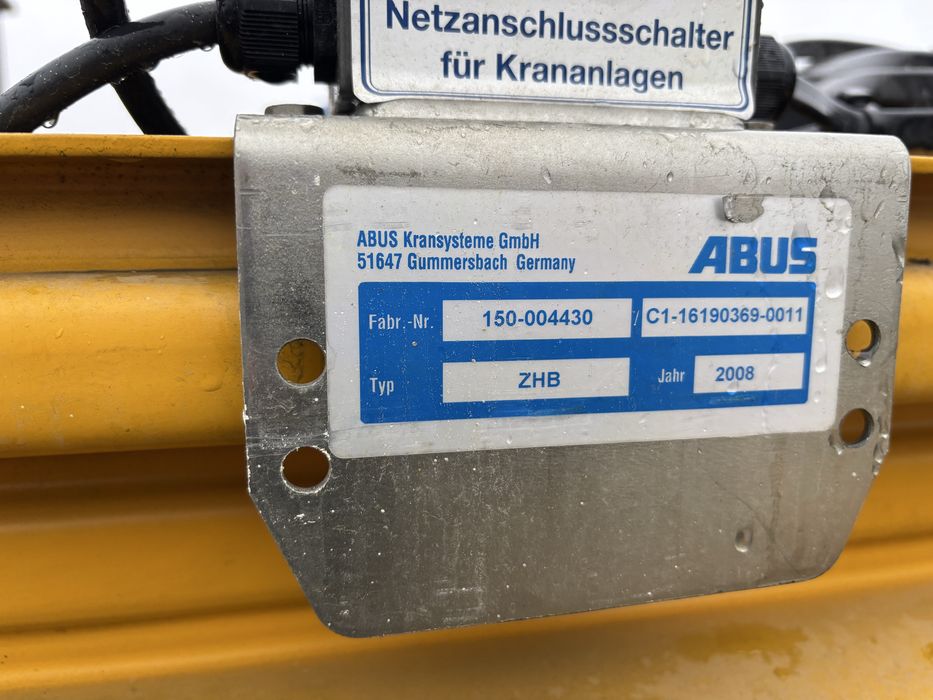 Netzanschlussschalter
für Krananlagen
ABUS Kransysteme GmbH
51647 Gummersbach Germany
ABUS
Fabr.-Nr. 150-004430 / C1-16190369-0011
Typ ZHB Jahr 2008